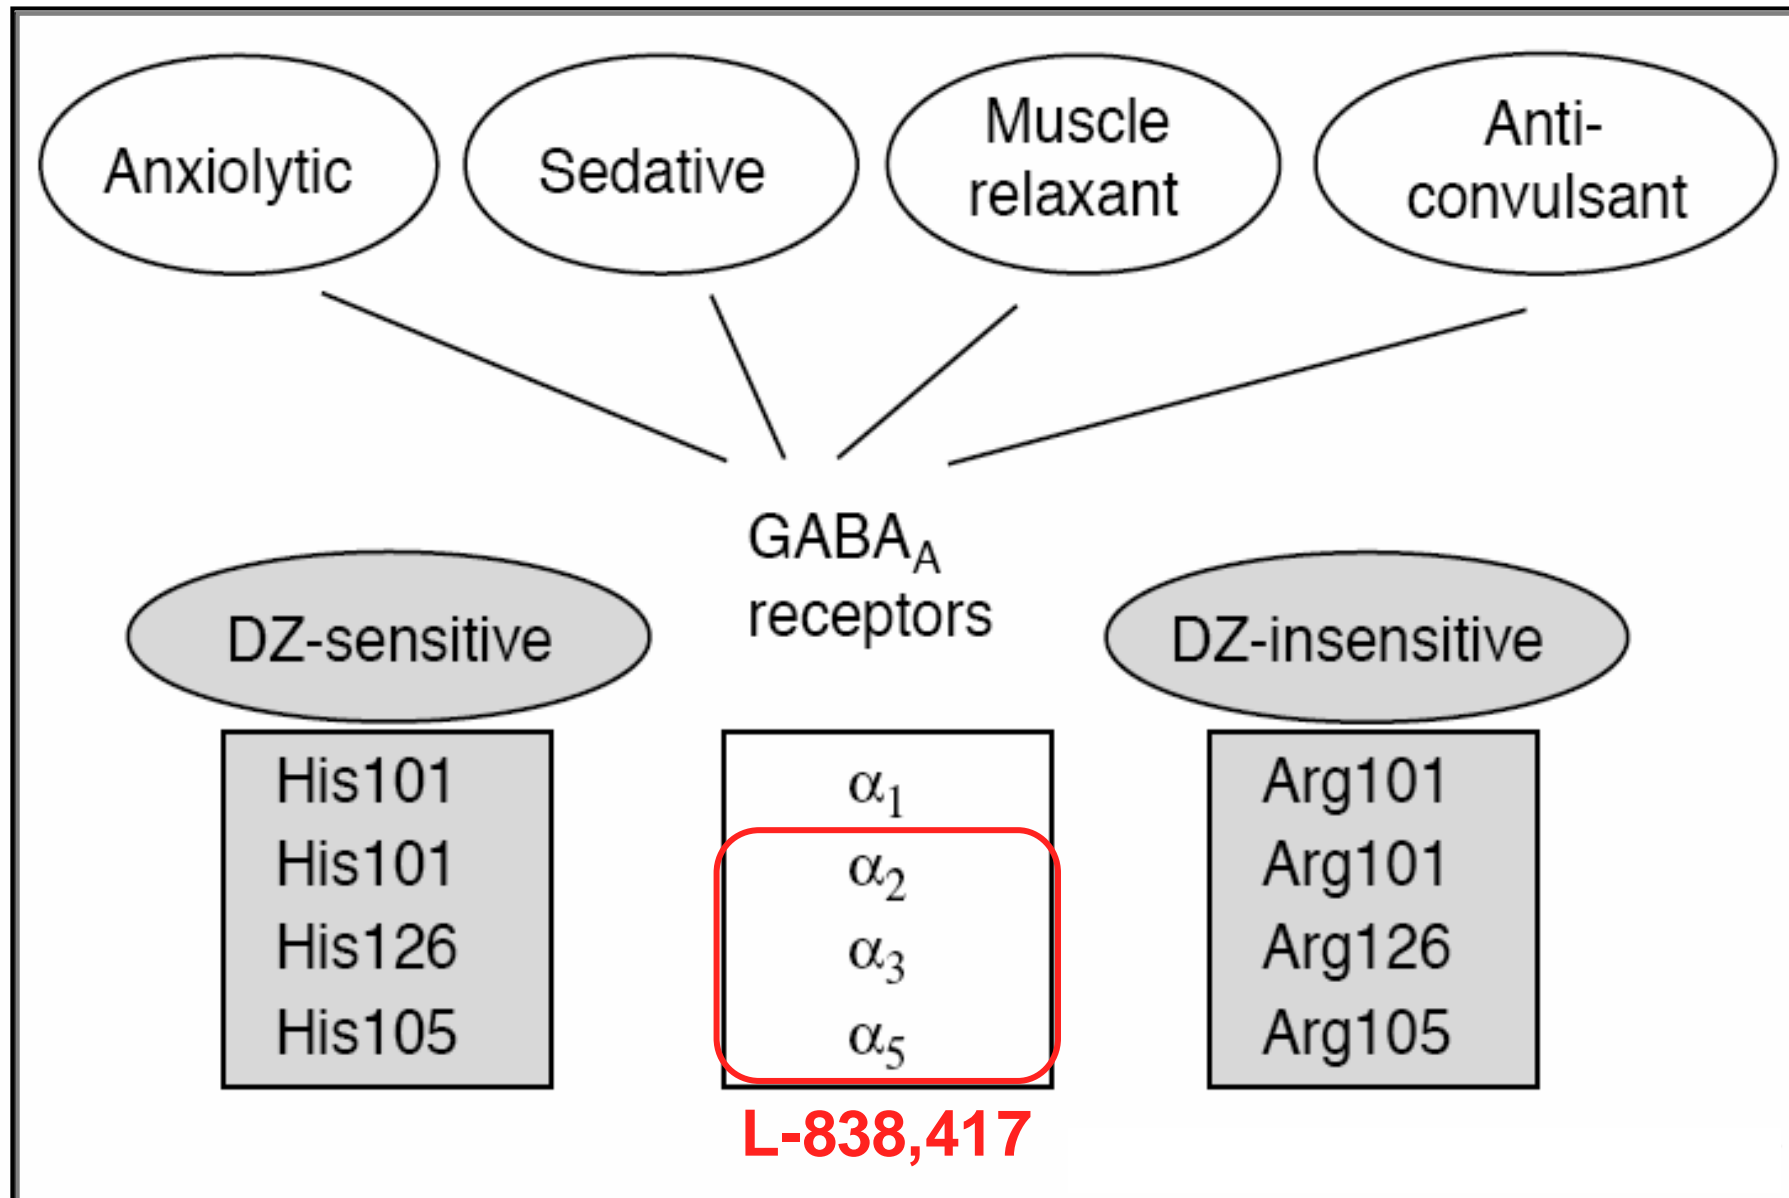 Anxiolytic
Sedative
Muscle
relaxant
Anti-
convulsant
GABA_A
receptors
DZ-sensitive
DZ-insensitive
His101
His101
His126
His105
α₁
α₂
α₃
α₅
Arg101
Arg101
Arg126
Arg105
L-838,417